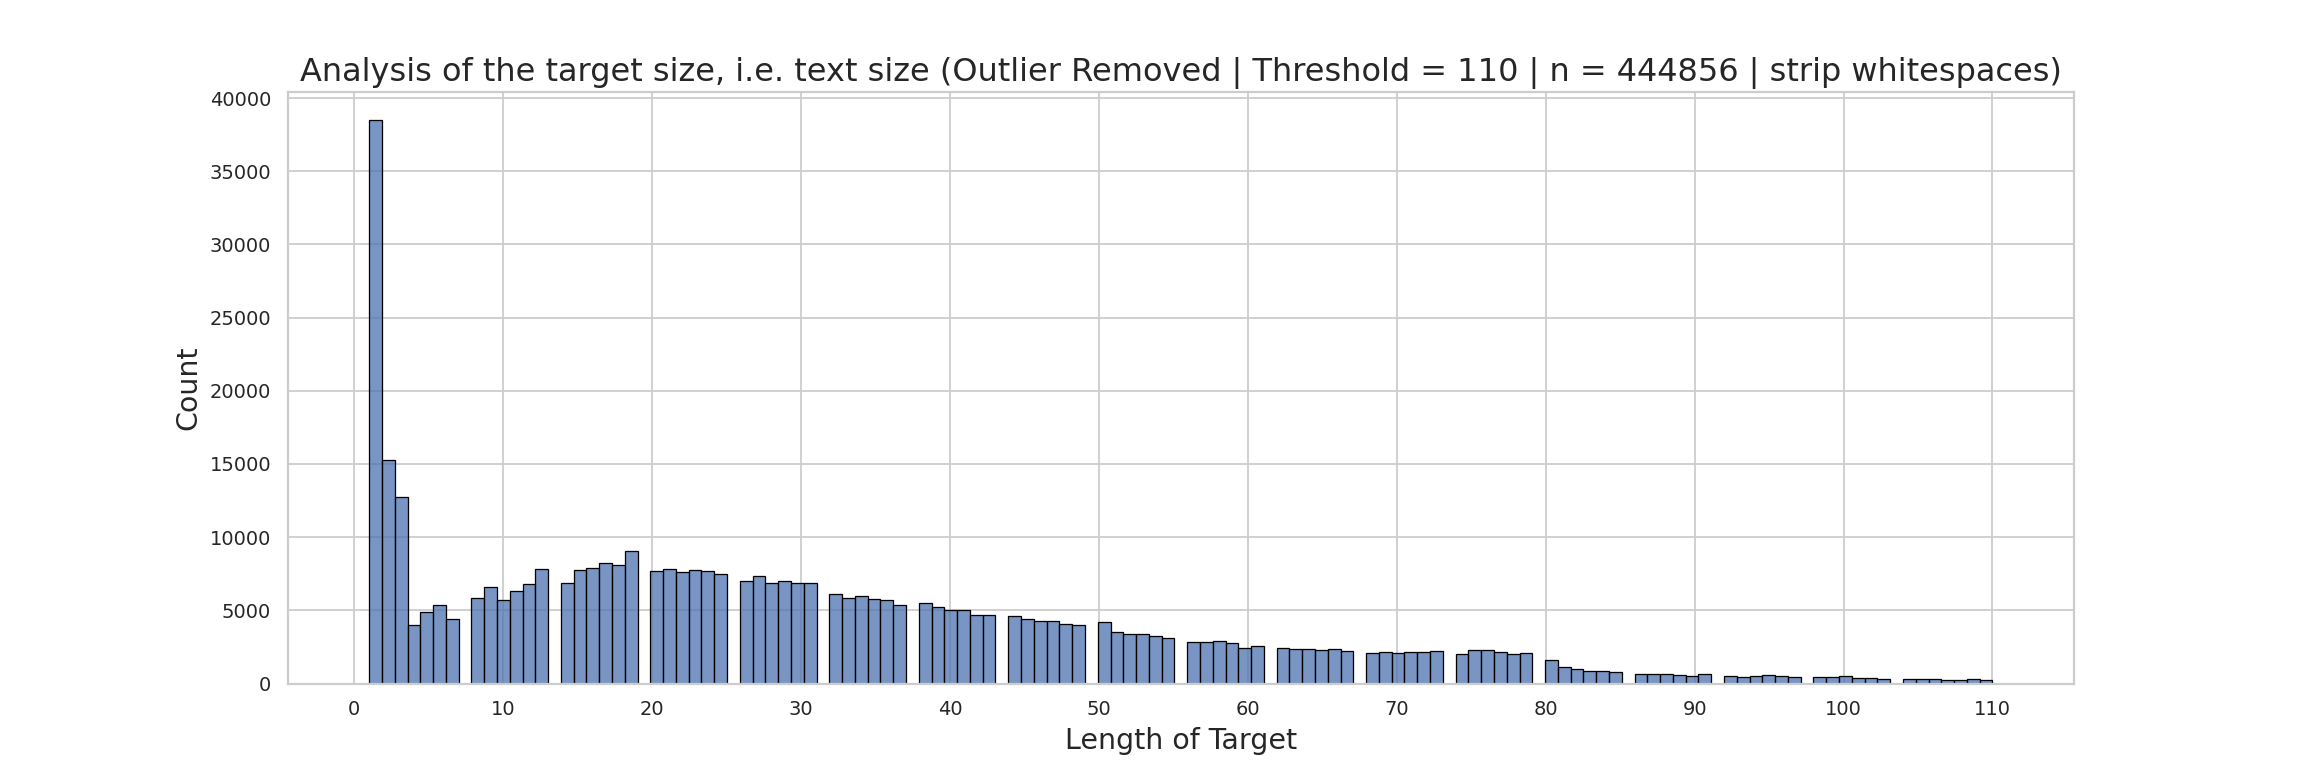 Analysis of the target size, i.e. text size (Outlier Removed | Threshold = 110 | n = 444856 | strip whitespaces)
40000
35000
30000
25000
20000
15000
10000
5000
0
Count
0 10 20 30 40 50 60 70 80 90 100 110
Length of Target